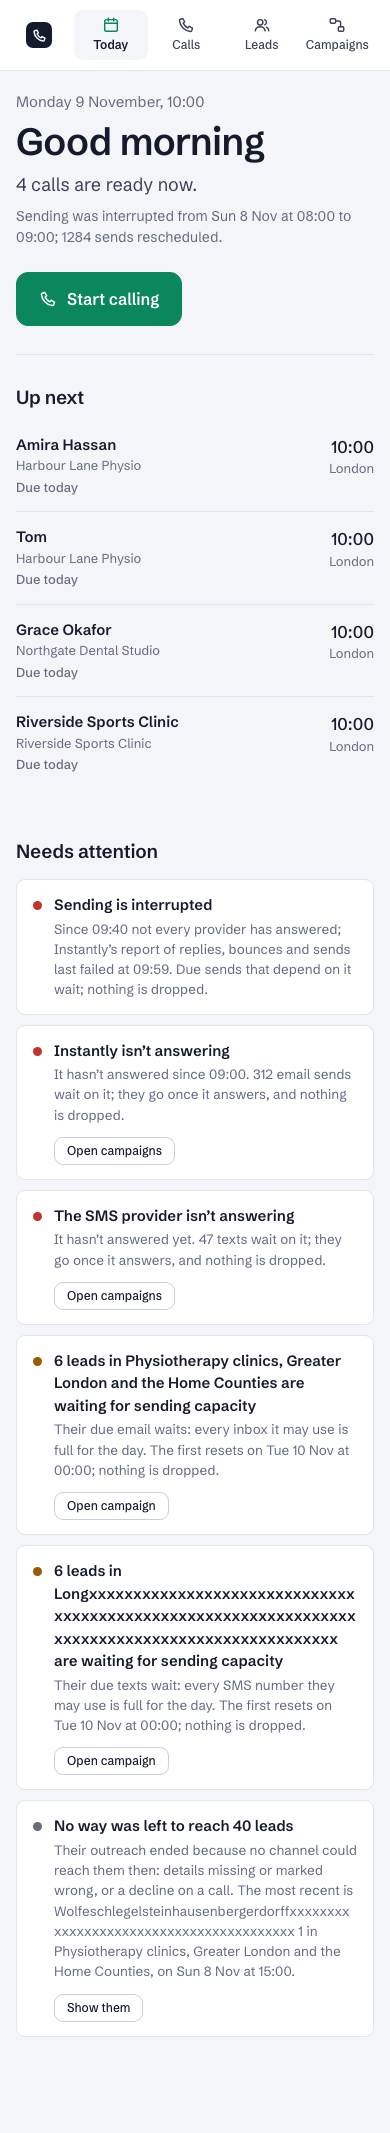 Today
Calls
Leads
Campaigns
Monday 9 November, 10:00
Good morning
4 calls are ready now.
Sending was interrupted from Sun 8 Nov at 08:00 to
09:00; 1284 sends rescheduled.
Start calling
Up next
Amira Hassan
10:00
Harbour Lane Physio
London
Due today
Tom
10:00
Harbour Lane Physio
London
Due today
Grace Okafor
10:00
Northgate Dental Studio
London
Due today
Riverside Sports Clinic
10:00
Riverside Sports Clinic
London
Due today
Needs attention
Sending is interrupted
Since 09:40 not every provider has answered;
Instantly’s report of replies, bounces and sends
last failed at 09:59. Due sends that depend on it
wait; nothing is dropped.
Instantly isn’t answering
It hasn’t answered since 09:00. 312 email sends
wait on it; they go once it answers, and nothing
is dropped.
Open campaigns
The SMS provider isn’t answering
It hasn’t answered yet. 47 texts wait on it; they
go once it answers, and nothing is dropped.
Open campaigns
6 leads in Physiotherapy clinics, Greater
London and the Home Counties are
waiting for sending capacity
Their due email waits: every inbox it may use is
full for the day. The first resets on Tue 10 Nov at
00:00; nothing is dropped.
Open campaign
6 leads in
Longxxxxxxxxxxxxxxxxxxxxxxxxxxxxxx
xxxxxxxxxxxxxxxxxxxxxxxxxxxxxxxxxx
xxxxxxxxxxxxxxxxxxxxxxxxxxxxxxxx
are waiting for sending capacity
Their due texts wait: every SMS number they
may use is full for the day. The first resets on
Tue 10 Nov at 00:00; nothing is dropped.
Open campaign
No way was left to reach 40 leads
Their outreach ended because no channel could
reach them then: details missing or marked
wrong, or a decline on a call. The most recent is
Wolfeschlegelsteinhausenbergerdorffxxxxxxxx
xxxxxxxxxxxxxxxxxxxxxxxxxxxxxxxx 1 in
Physiotherapy clinics, Greater London and the
Home Counties, on Sun 8 Nov at 15:00.
Show them